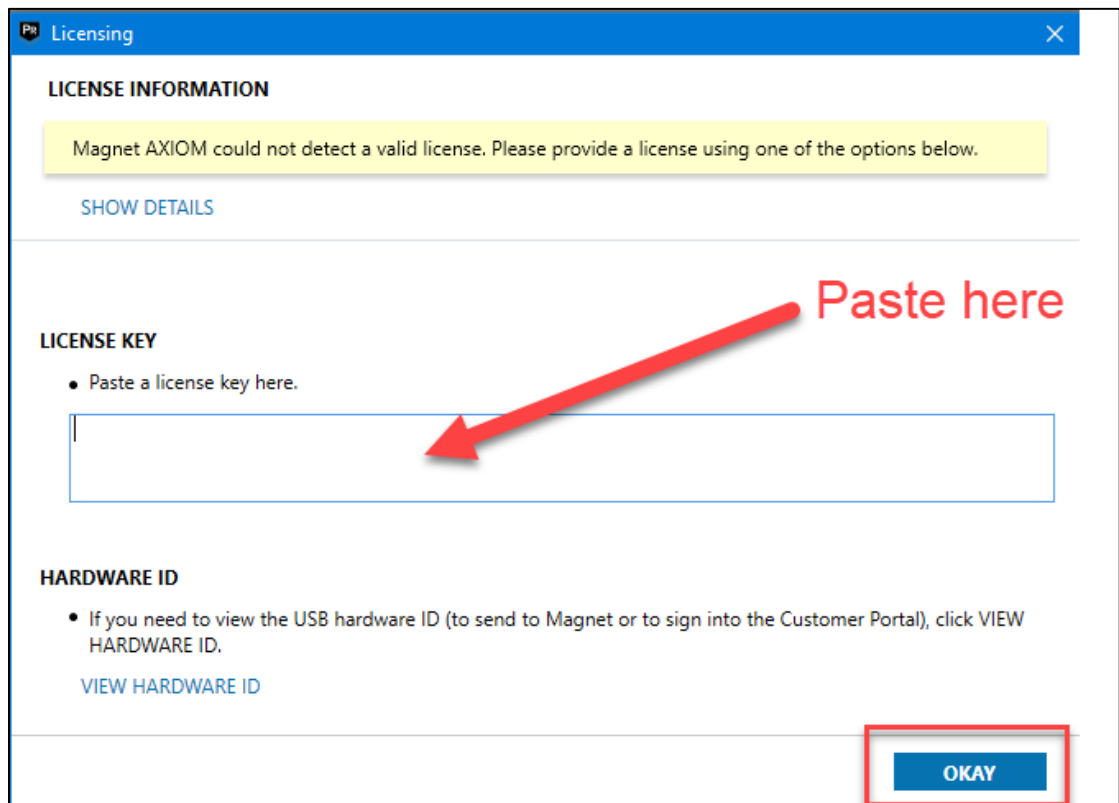 PR Licensing
LICENSE INFORMATION
Magnet AXIOM could not detect a valid license. Please provide a license using one of the options below.
SHOW DETAILS
Paste here
LICENSE KEY
• Paste a license key here.
HARDWARE ID
• If you need to view the USB hardware ID (to send to Magnet or to sign into the Customer Portal), click VIEW
HARDWARE ID.
VIEW HARDWARE ID
OKAY